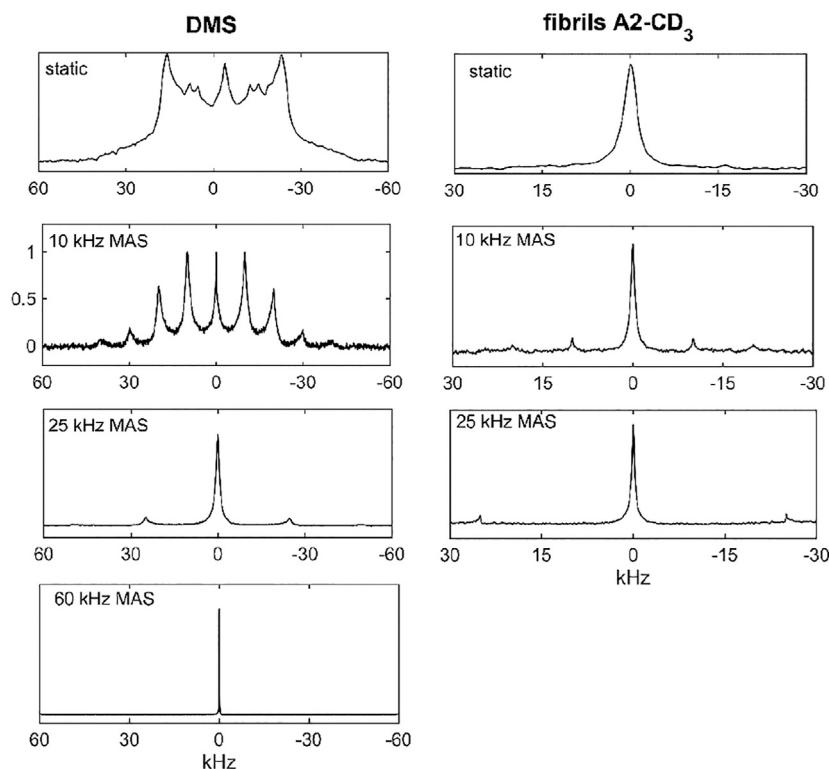 DMS
static
60 30 0 -30 -60
10 kHz MAS
1
0.5
0
60 30 0 -30 -60
25 kHz MAS
60 30 0 -30 -60
60 kHz MAS
60 30 0 -30 -60
kHz
fibrils A2-CD₃
static
30 15 0 -15 -30
10 kHz MAS
30 15 0 -15 -30
25 kHz MAS
30 15 0 -15 -30
kHz